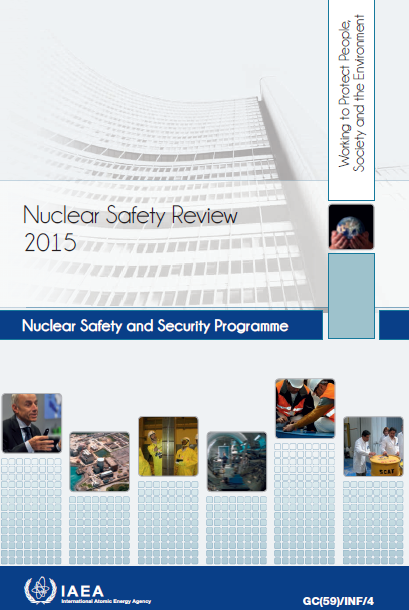 Working to Protect People,
Society and the Environment
Nuclear Safety Review
2015
Nuclear Safety and Security Programme
IAEA
International Atomic Energy Agency
GC(59)/INF/4